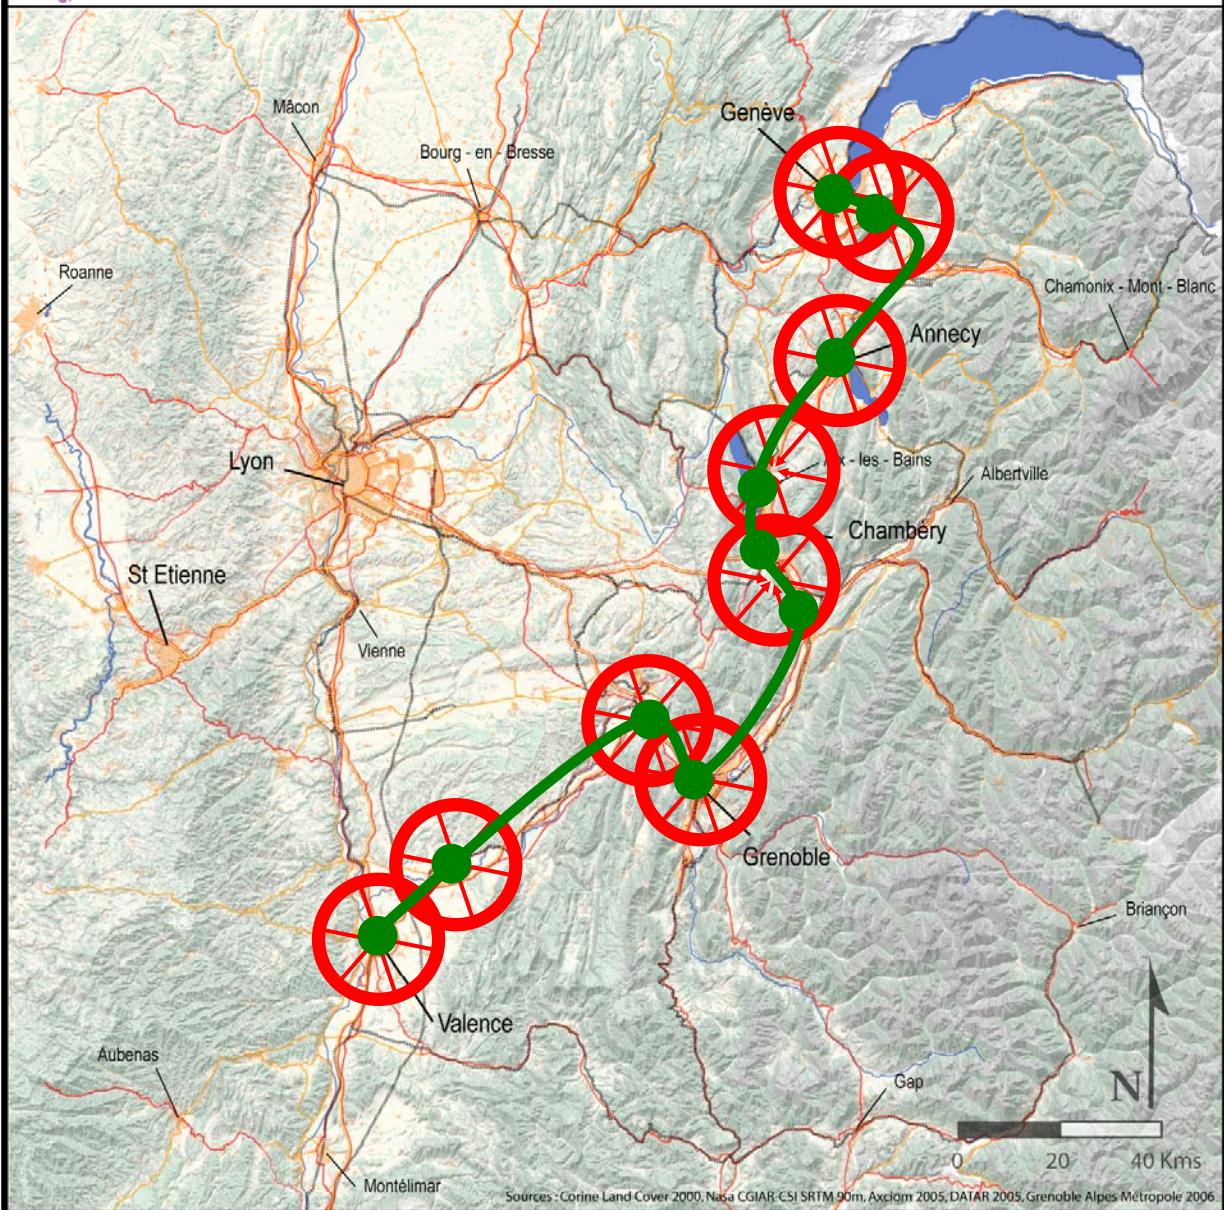 Genève
Mâcon
Bourg - en - Bresse
Roanne
Chamonix - Mont - Blanc
Annecy
Lyon
x - les - Bains
Albertville
Chambéry
St Etienne
Vienne
Grenoble
Briançon
Valence
Aubenas
Gap
N
0 20 40 Kms
Montélimar
Sources : Corine Land Cover 2000, Nasa CGIAR-CSI SRTM 90m, Axciom 2005, DATAR 2005, Grenoble Alpes Métropole 2006